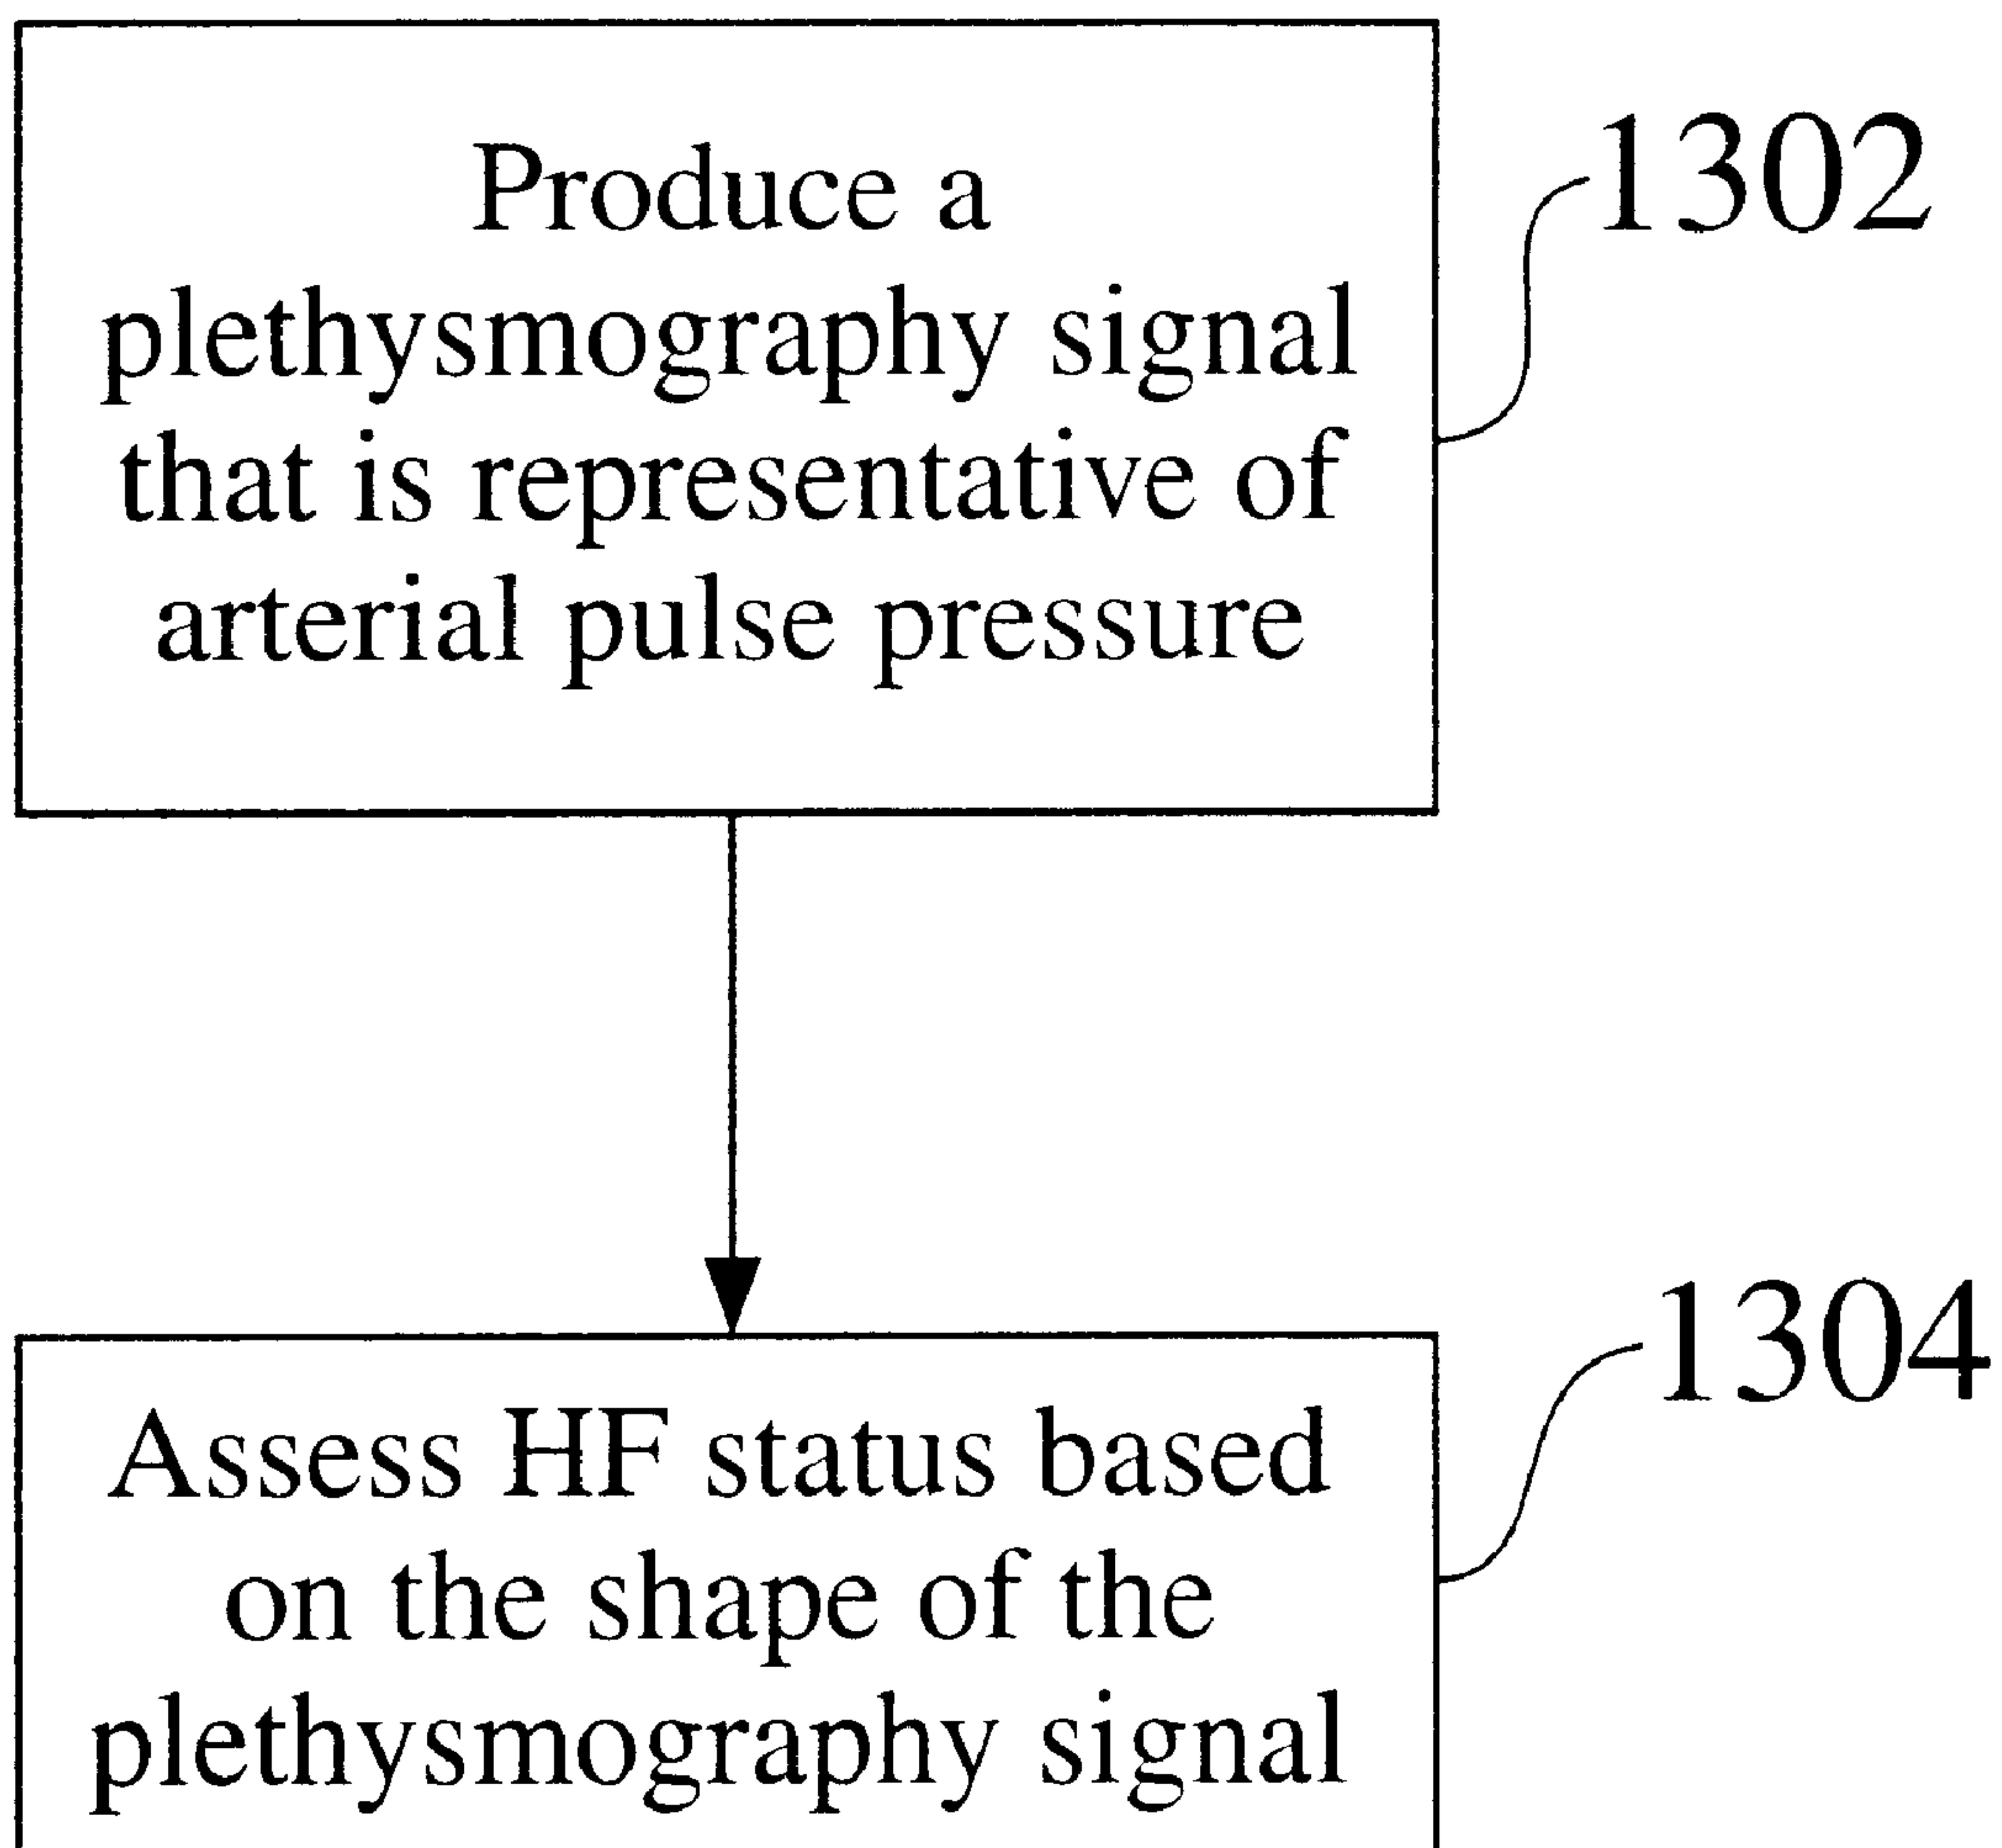 Produce a
plethysmography signal
that is representative of
arterial pulse pressure
1302
Assess HF status based
on the shape of the
plethysmography signal
1304